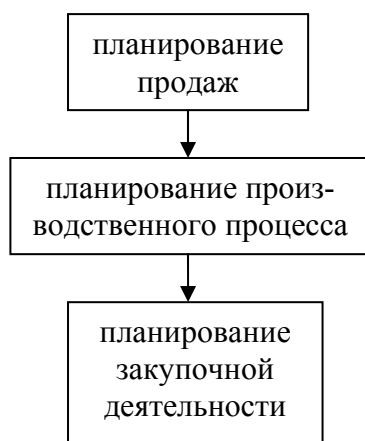 планирование
продаж
планирование произ-
водственного процесса
планирование
закупочной
деятельности